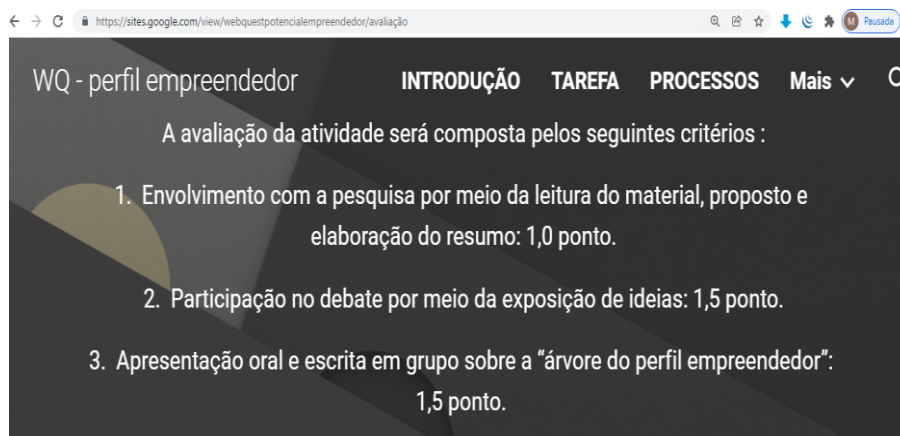 https://sites.google.com/view/webquestpotencialempreendedor/avaliação
M Pausada
WQ - perfil empreendedor INTRODUÇÃO TAREFA PROCESSOS Mais
A avaliação da atividade será composta pelos seguintes critérios :
1. Envolvimento com a pesquisa por meio da leitura do material, proposto e
elaboração do resumo: 1,0 ponto.
2. Participação no debate por meio da exposição de ideias: 1,5 ponto.
3. Apresentação oral e escrita em grupo sobre a “árvore do perfil empreendedor”:
1,5 ponto.